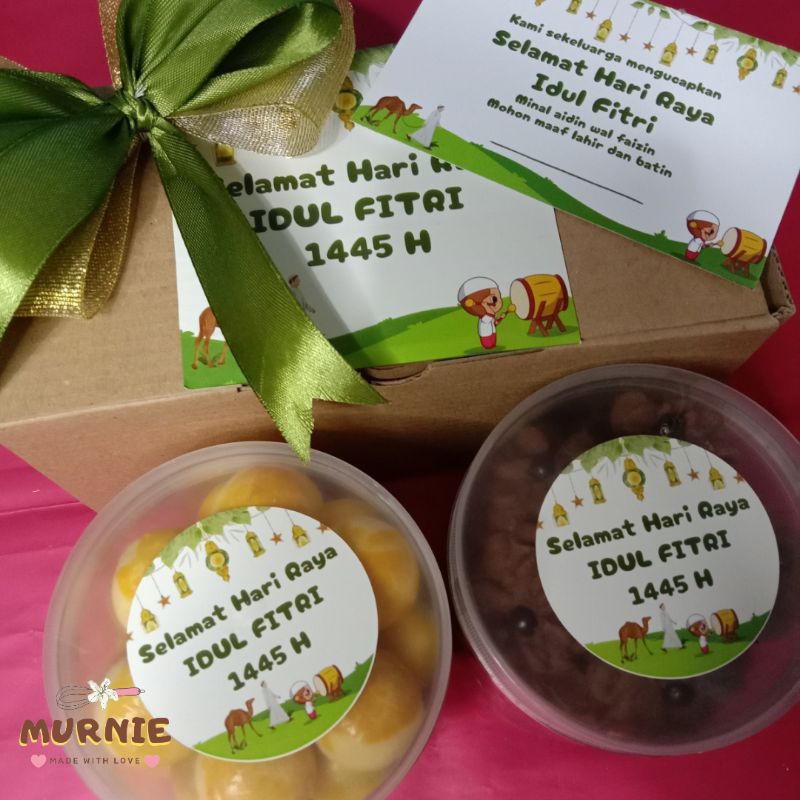 Kami sekeluarga mengucapkan
Selamat Hari Raya
Idul Fitri
Minal aidin wal faizin
Mohon maaf lahir dan batin
Selamat Hari
IDUL FITRI
1445 H
Selamat Hari Raya
IDUL FITRI
1445 H
Selamat Hari Raya
IDUL FITRI
1445 H
MURNIE
MADE WITH LOVE